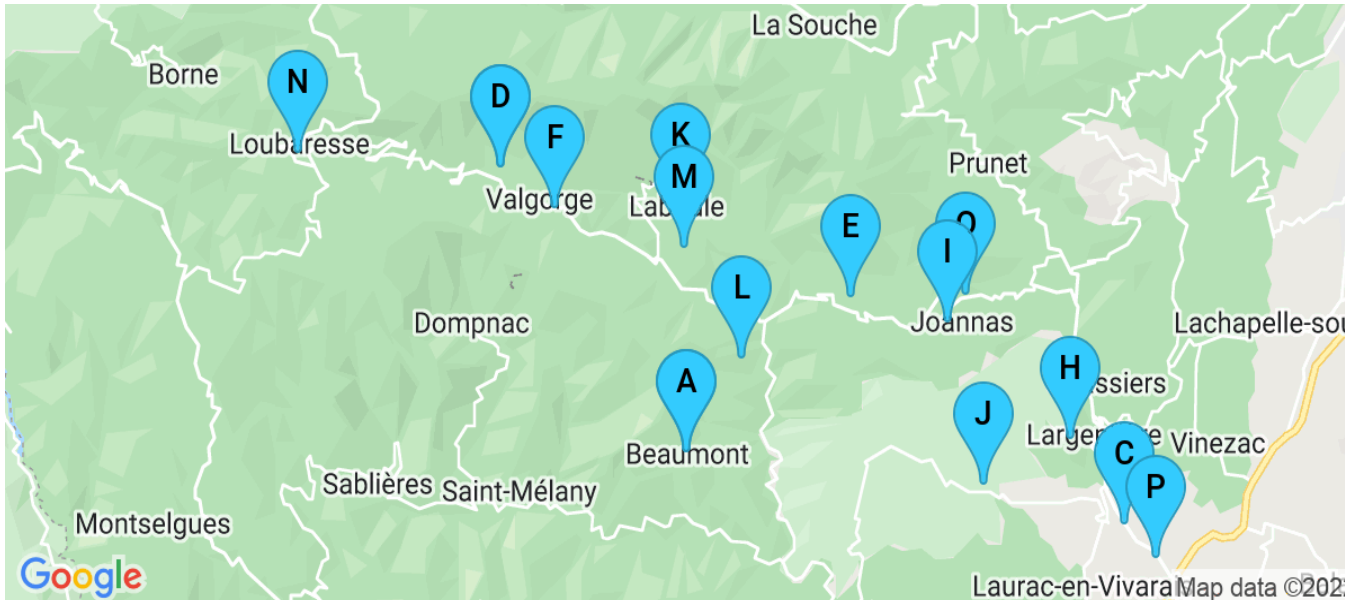 La Souche
Borne
N
D
F
K
Loubaresse
M
Prunet
Valgorge
E
O
I
L
Dompnac
Joannas
Lachapelle-sou
A
H
J
Beaumont
Vinezac
C
Sablières
Saint-Mélany
P
Montselgues
Google
Laurac-en-Vivara
Map data ©202